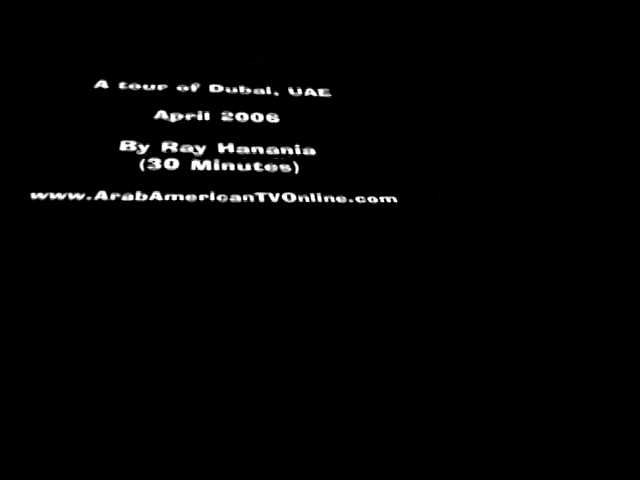 A tour of Dubai, UAE
April 2006
By Ray Hanania
(30 Minutes)
www.ArabAmericanTVOnline.com